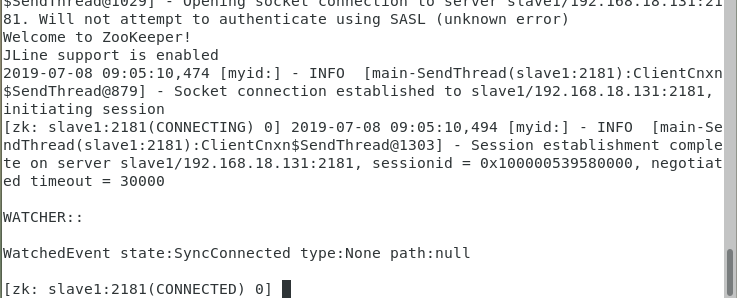 $SendThread@1029] - Opening socket connection to server slave1/192.168.18.131:21
81. Will not attempt to authenticate using SASL (unknown error)
Welcome to ZooKeeper!
JLine support is enabled
2019-07-08 09:05:10,474 [myid:] - INFO  [main-SendThread(slave1:2181):ClientCnxn
$SendThread@879] - Socket connection established to slave1/192.168.18.131:2181,
initiating session
[zk: slave1:2181(CONNECTING) 0] 2019-07-08 09:05:10,494 [myid:] - INFO  [main-Se
ndThread(slave1:2181):ClientCnxn$SendThread@1303] - Session establishment comple
te on server slave1/192.168.18.131:2181, sessionid = 0x100000539580000, negotiat
ed timeout = 30000
WATCHER::
WatchedEvent state:SyncConnected type:None path:null
[zk: slave1:2181(CONNECTED) 0]